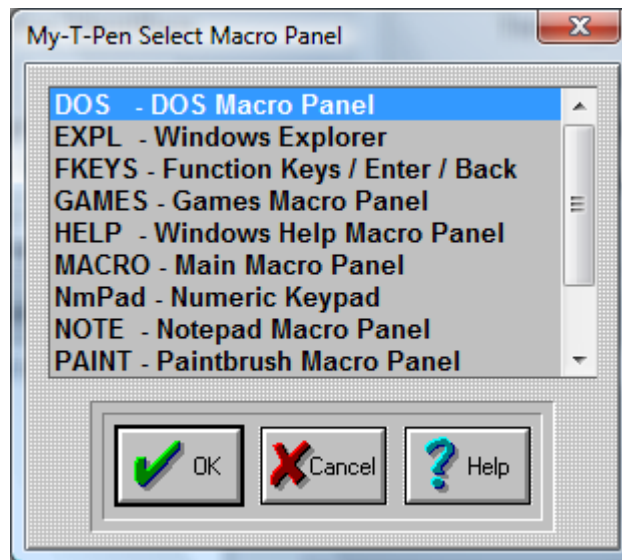 My-T-Pen Select Macro Panel
DOS - DOS Macro Panel
EXPL - Windows Explorer
FKEYS - Function Keys / Enter / Back
GAMES - Games Macro Panel
HELP - Windows Help Macro Panel
MACRO - Main Macro Panel
NmPad - Numeric Keypad
NOTE - Notepad Macro Panel
PAINT - Paintbrush Macro Panel
OK Cancel Help